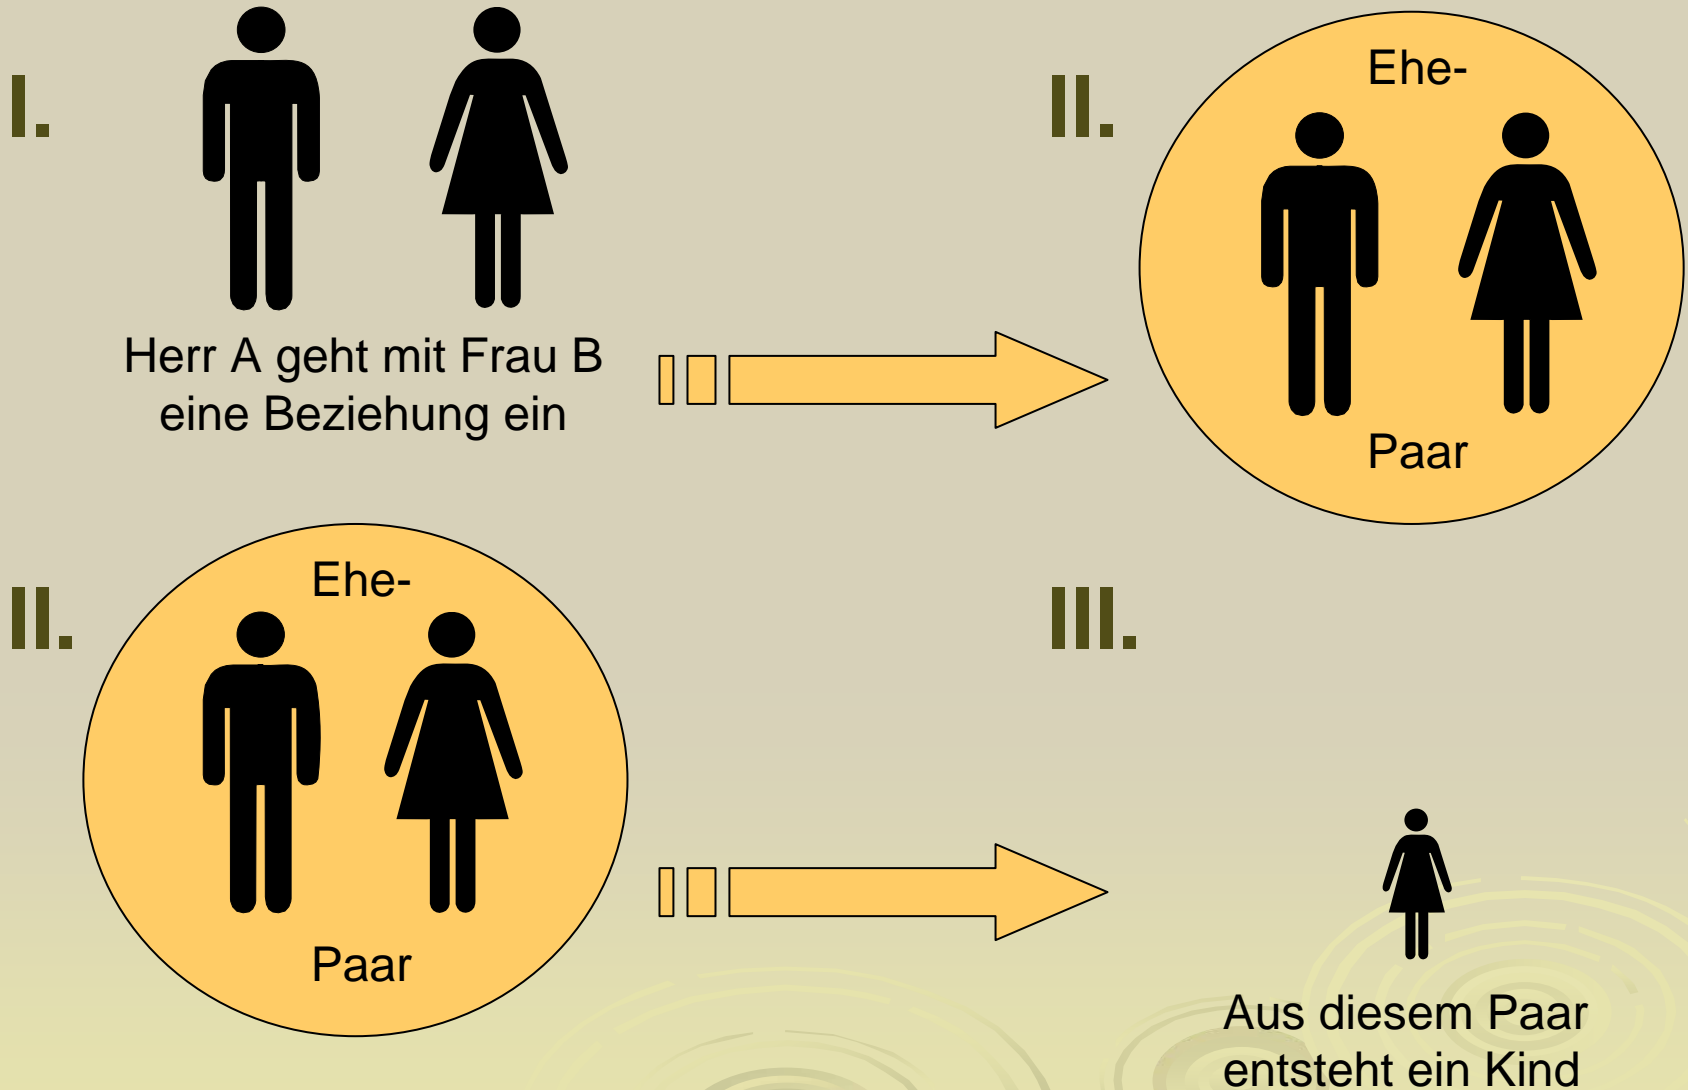 I.
Herr A geht mit Frau B
eine Beziehung ein
II.
Ehe-
Paar
II.
Ehe-
Paar
III.
Aus diesem Paar
entsteht ein Kind